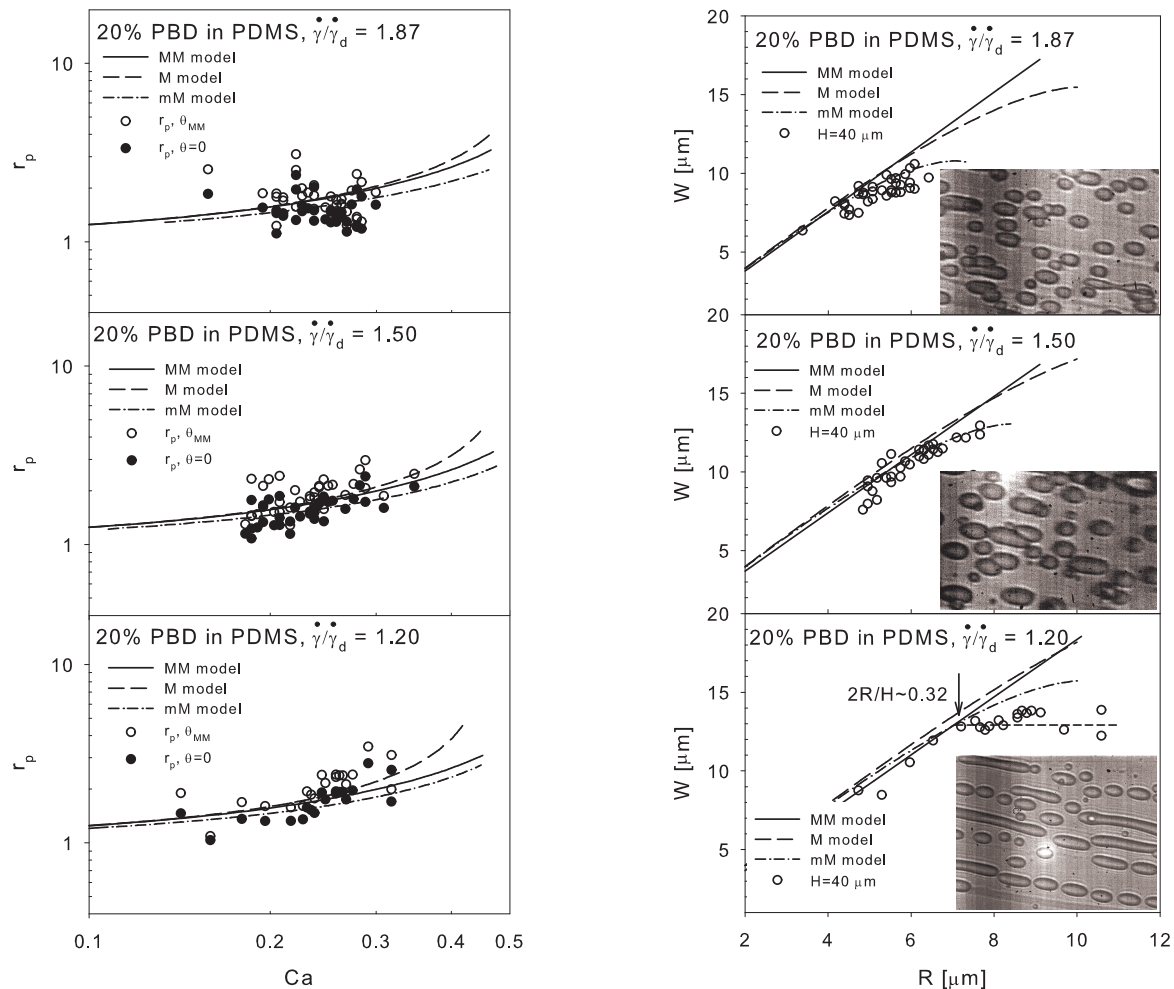 20% PBD in PDMS, γ̇/γ̇d = 1.87
MM model
M model
mM model
rp, θMM
rp, θ=0
10
1
rp
20% PBD in PDMS, γ̇/γ̇d = 1.50
MM model
M model
mM model
rp, θMM
rp, θ=0
10
1
rp
20% PBD in PDMS, γ̇/γ̇d = 1.20
MM model
M model
mM model
rp, θMM
rp, θ=0
10
1
rp
0.1 0.2 0.3 0.4 0.5
Ca
20
20% PBD in PDMS, γ̇/γ̇d = 1.87
MM model
M model
mM model
H=40 μm
15
10
5
W [μm]
20
20% PBD in PDMS, γ̇/γ̇d = 1.50
MM model
M model
mM model
H=40 μm
15
10
5
W [μm]
20
20% PBD in PDMS, γ̇/γ̇d = 1.20
2R/H~0.32
15
10
5
W [μm]
MM model
M model
mM model
H=40 μm
2 4 6 8 10 12
R [μm]